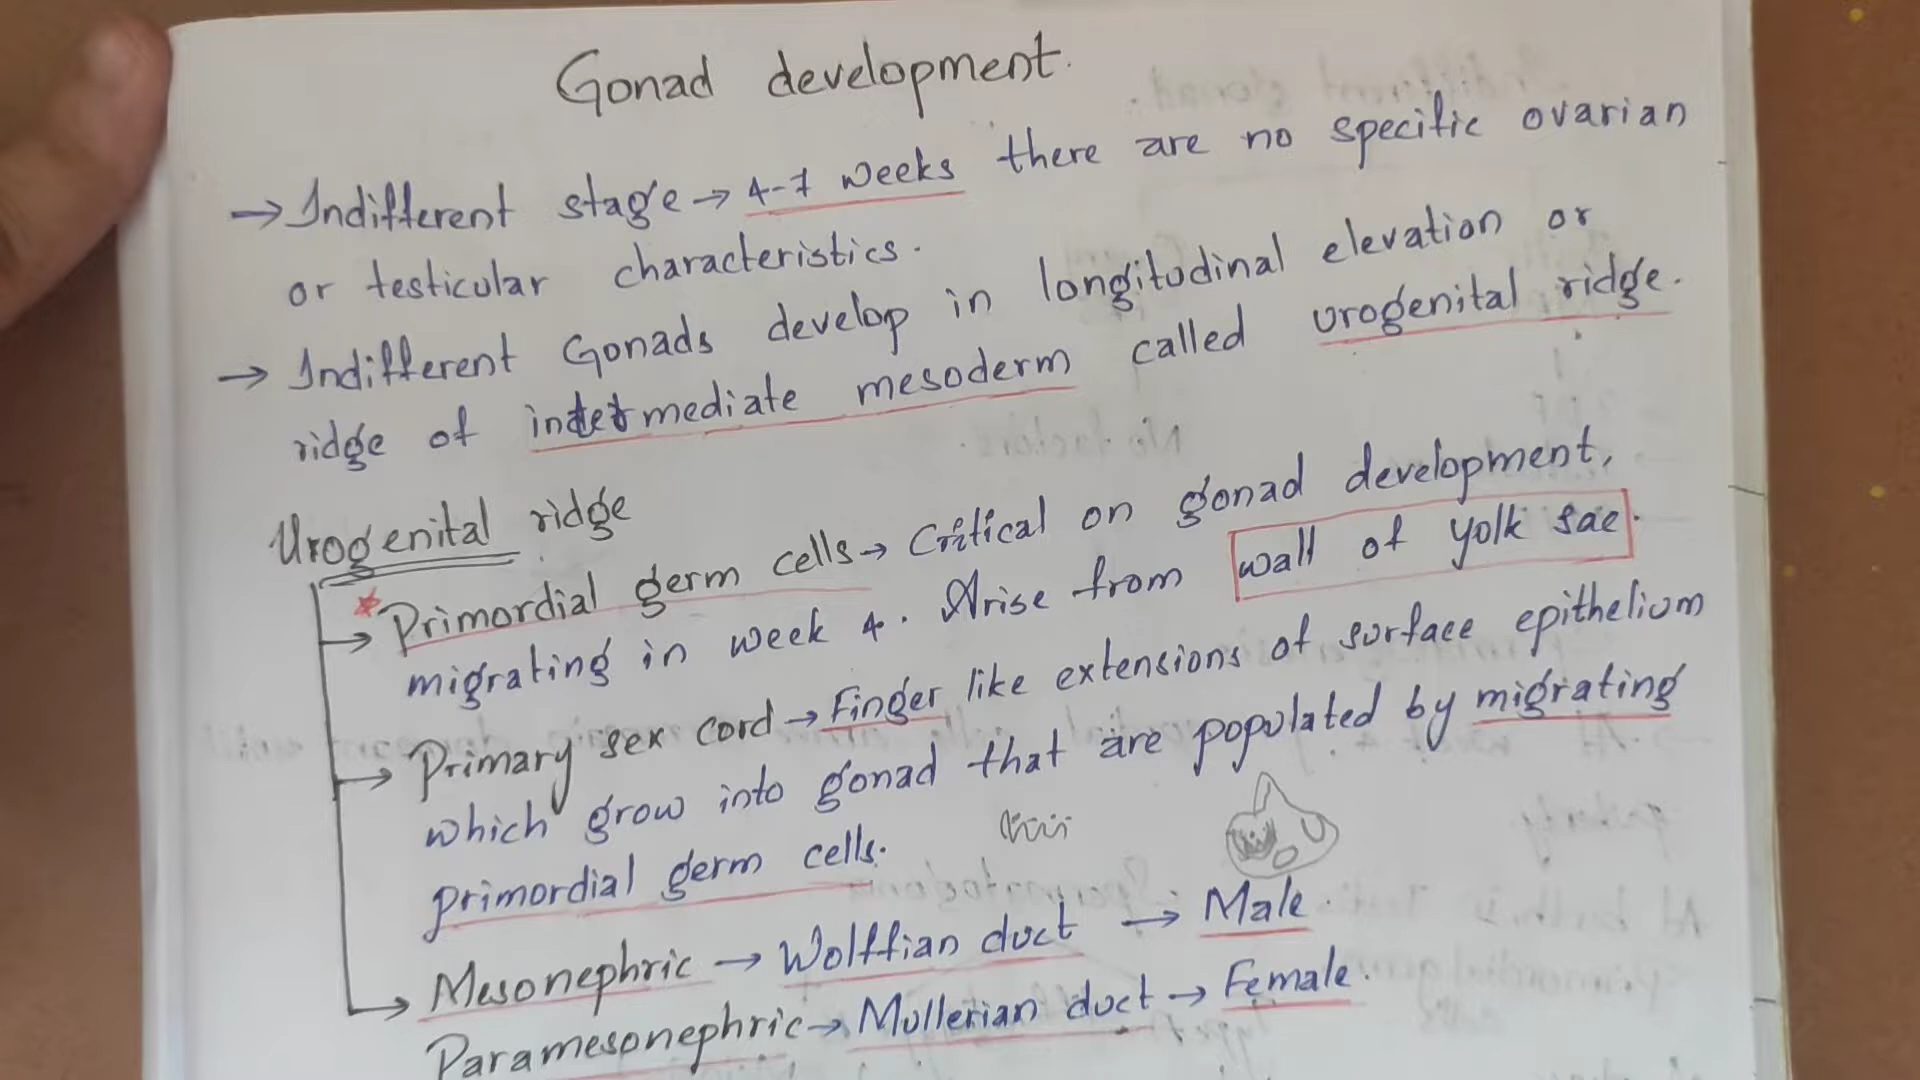 Gonad development.
→ Indifferent stage → 4-7 weeks there are no specific ovarian
or testicular characteristics.
→ Indifferent Gonads develop in longitudinal elevation or
ridge of intermediate mesoderm called urogenital ridge.
Urogenital ridge
* → Primordial germ cells → Critical on gonad development,
migrating in week 4. Arise from wall of yolk sac.
→ Primary sex cord → Finger like extensions of surface epithelium
which grow into gonad that are populated by migrating
primordial germ cells.
→ Mesonephric → Wolffian duct → Male.
Paramesonephric → Mullerian duct → Female.